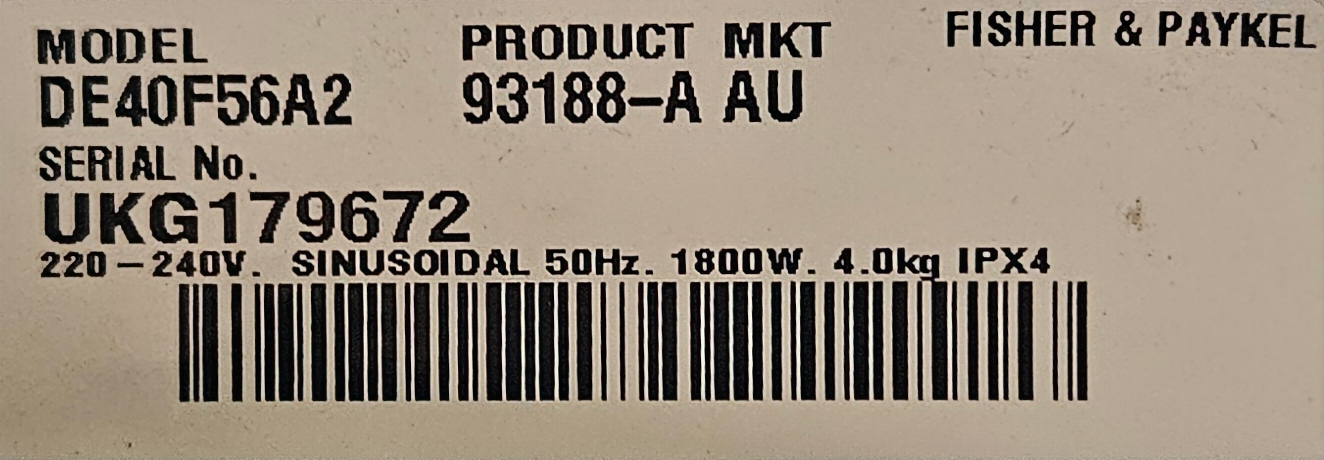 MODEL PRODUCT MKT FISHER & PAYKEL
DE40F56A2 93188-A AU
SERIAL No.
UKG179672
220-240V. SINUSOIDAL 50Hz. 1800W. 4.0kg IPX4